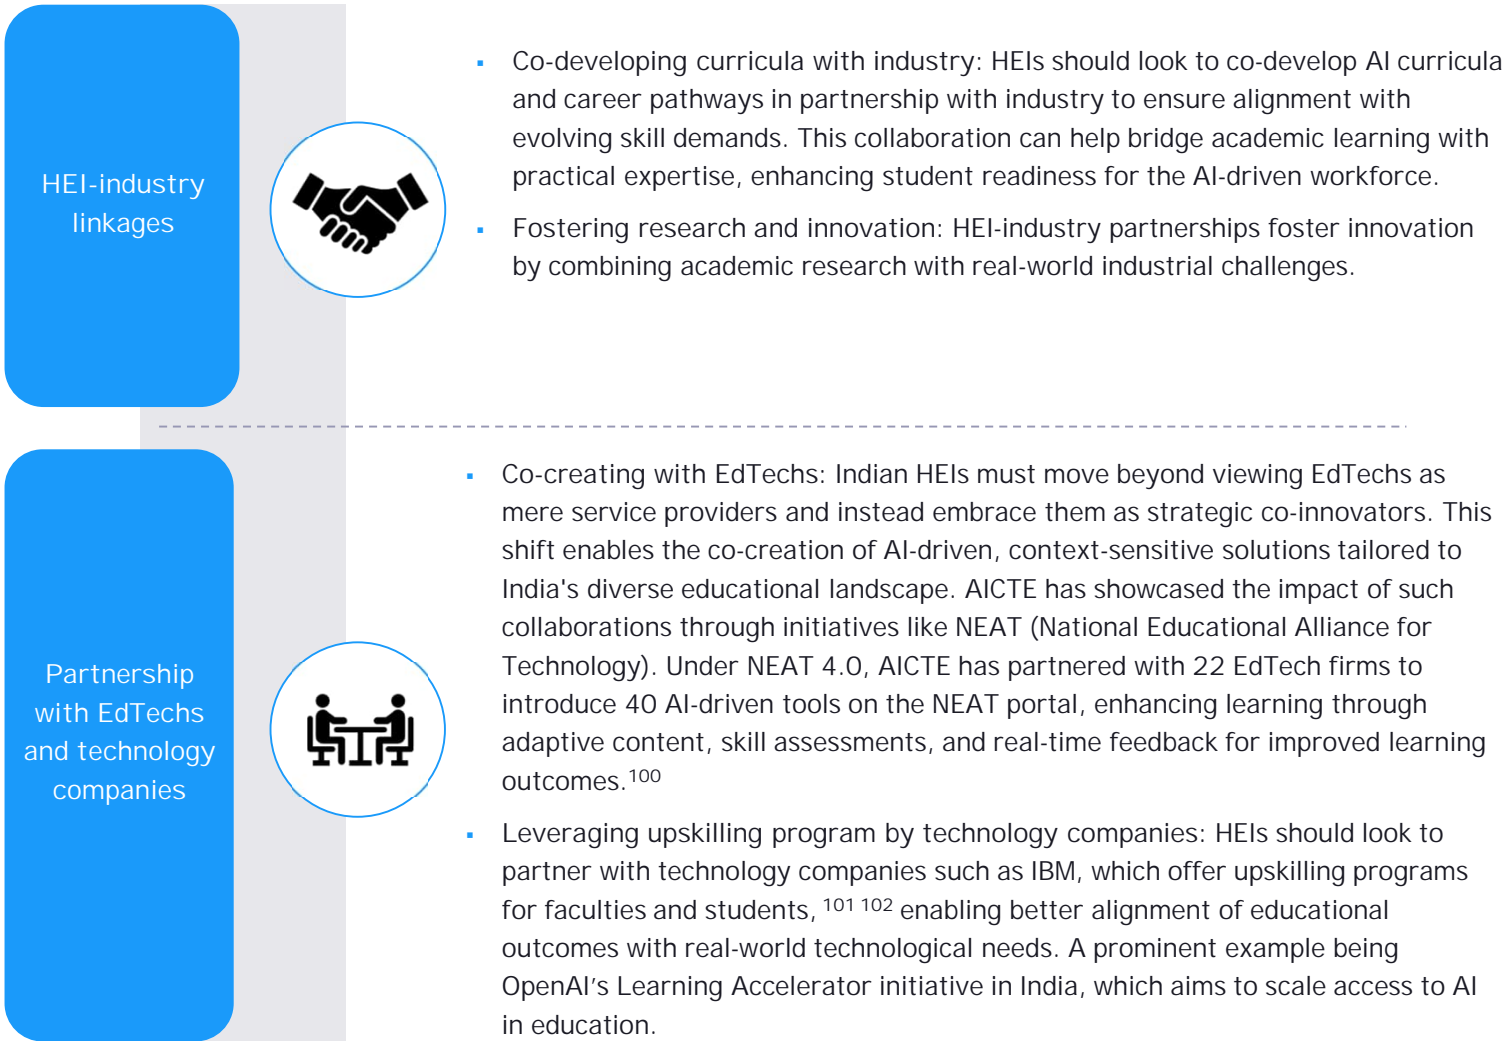 HEI-industry
linkages
▪ Co-developing curricula with industry: HEIs should look to co-develop AI curricula
and career pathways in partnership with industry to ensure alignment with
evolving skill demands. This collaboration can help bridge academic learning with
practical expertise, enhancing student readiness for the AI-driven workforce.
▪ Fostering research and innovation: HEI-industry partnerships foster innovation
by combining academic research with real-world industrial challenges.
Partnership
with EdTechs
and technology
companies
▪ Co-creating with EdTechs: Indian HEIs must move beyond viewing EdTechs as
mere service providers and instead embrace them as strategic co-innovators. This
shift enables the co-creation of AI-driven, context-sensitive solutions tailored to
India's diverse educational landscape. AICTE has showcased the impact of such
collaborations through initiatives like NEAT (National Educational Alliance for
Technology). Under NEAT 4.0, AICTE has partnered with 22 EdTech firms to
introduce 40 AI-driven tools on the NEAT portal, enhancing learning through
adaptive content, skill assessments, and real-time feedback for improved learning
outcomes.100
▪ Leveraging upskilling program by technology companies: HEIs should look to
partner with technology companies such as IBM, which offer upskilling programs
for faculties and students, 101 102 enabling better alignment of educational
outcomes with real-world technological needs. A prominent example being
OpenAI’s Learning Accelerator initiative in India, which aims to scale access to AI
in education.